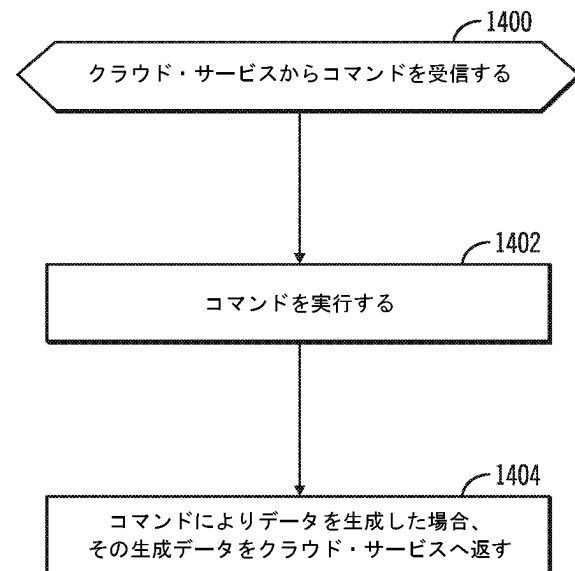 1400
クラウド・サービスからコマンドを受信する
1402
コマンドを実行する
1404
コマンドによりデータを生成した場合、
その生成データをクラウド・サービスへ返す